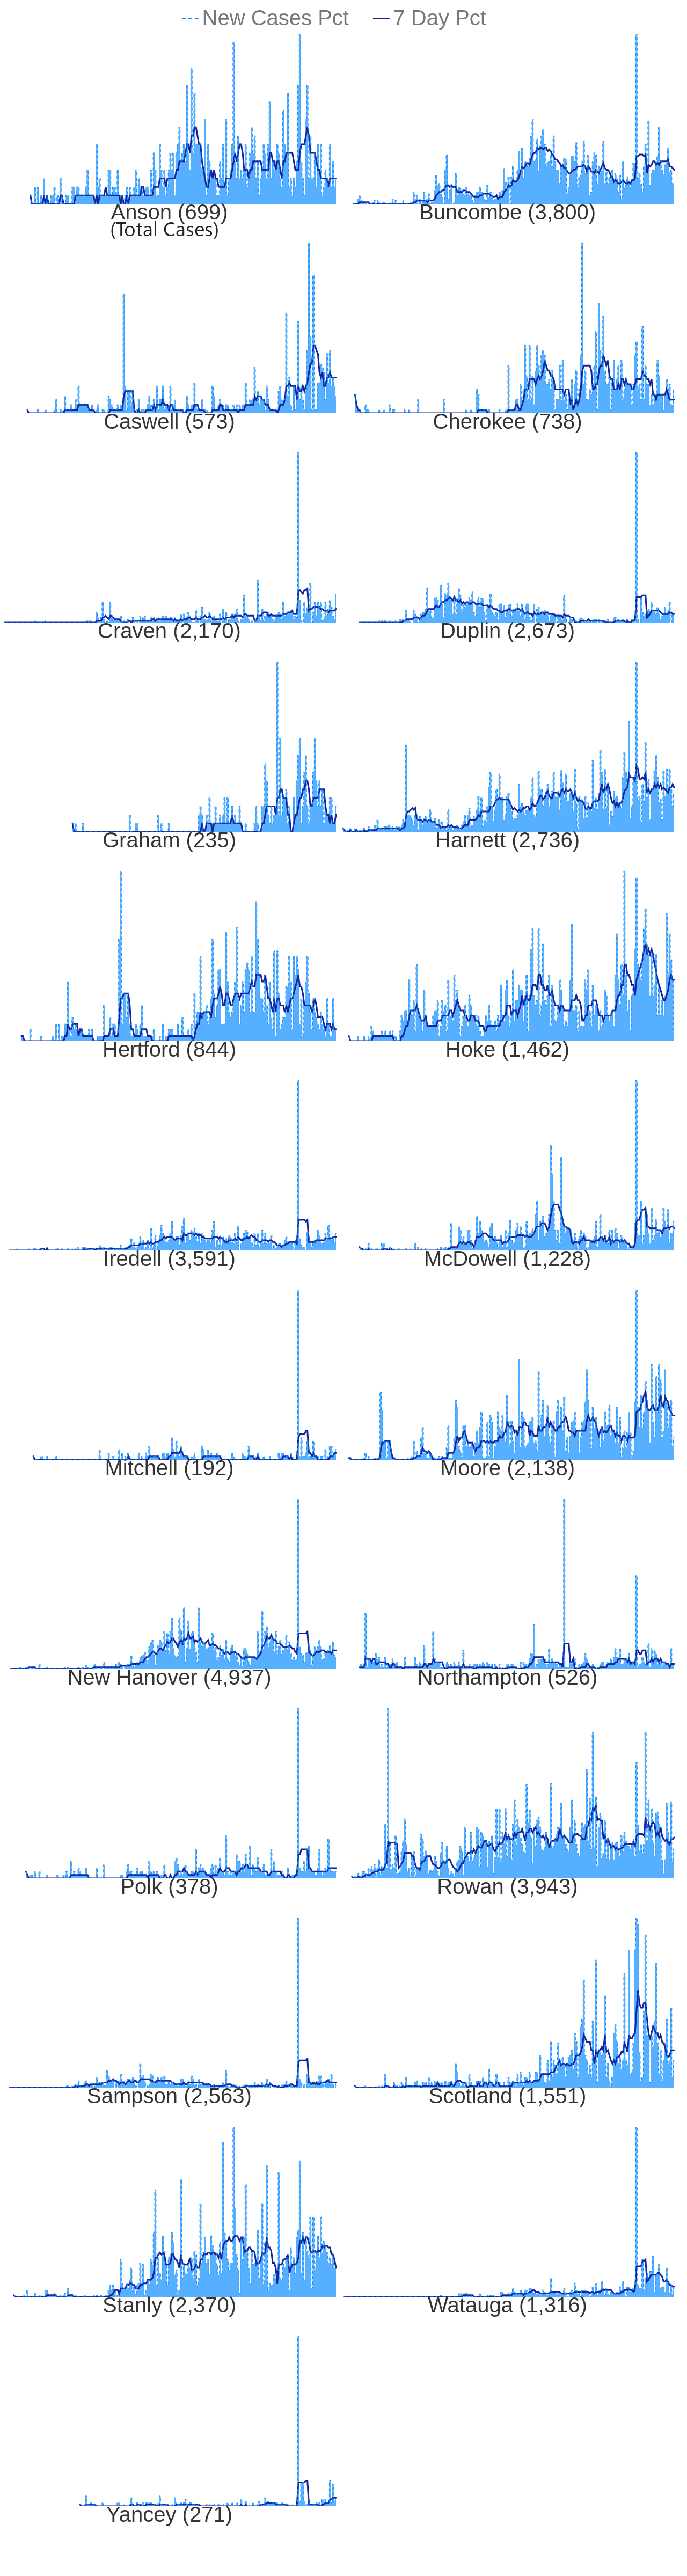 New Cases Pct 7 Day Pct
Anson (699) Buncombe (3,800)
(Total Cases)
Caswell (573) Cherokee (738)
Craven (2,170) Duplin (2,673)
Graham (235) Harnett (2,736)
Hertford (844) Hoke (1,462)
Iredell (3,591) McDowell (1,228)
Mitchell (192) Moore (2,138)
New Hanover (4,937) Northampton (526)
Polk (378) Rowan (3,943)
Sampson (2,563) Scotland (1,551)
Stanly (2,370) Watauga (1,316)
Yancey (271)